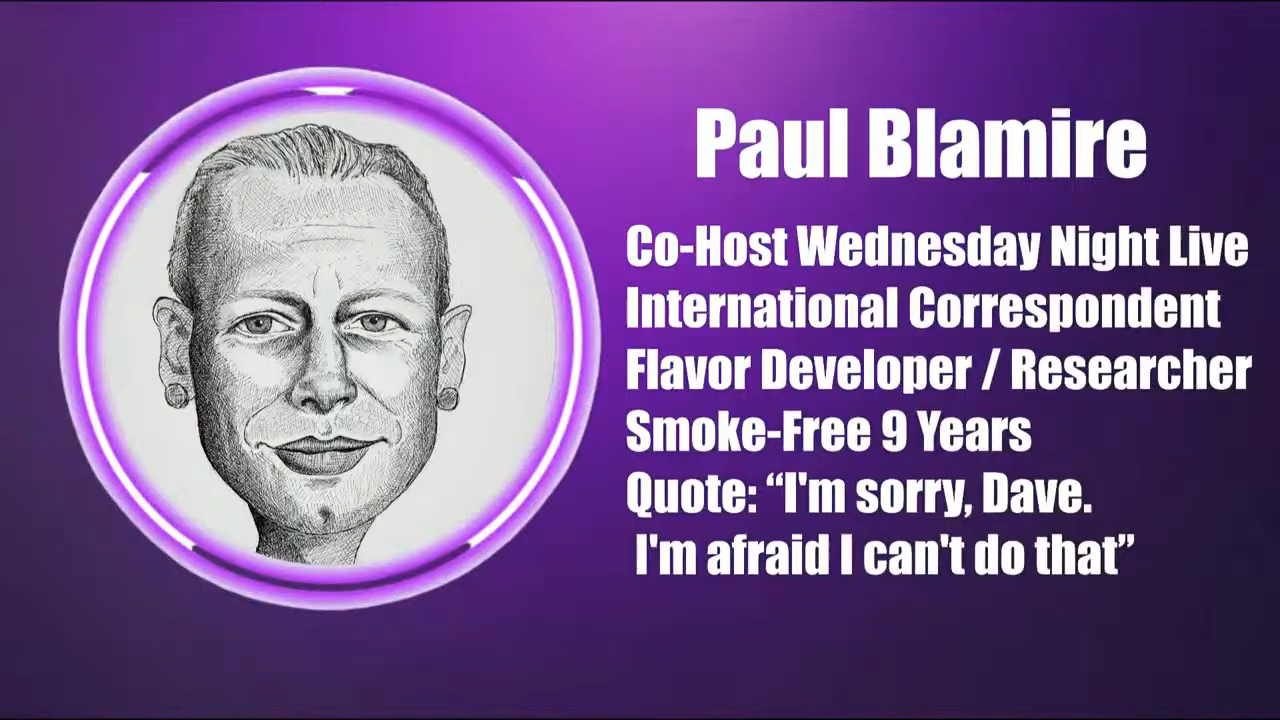 Paul Blamire
Co-Host Wednesday Night Live
International Correspondent
Flavor Developer / Researcher
Smoke-Free 9 Years
Quote: “I'm sorry, Dave.
I'm afraid I can't do that”